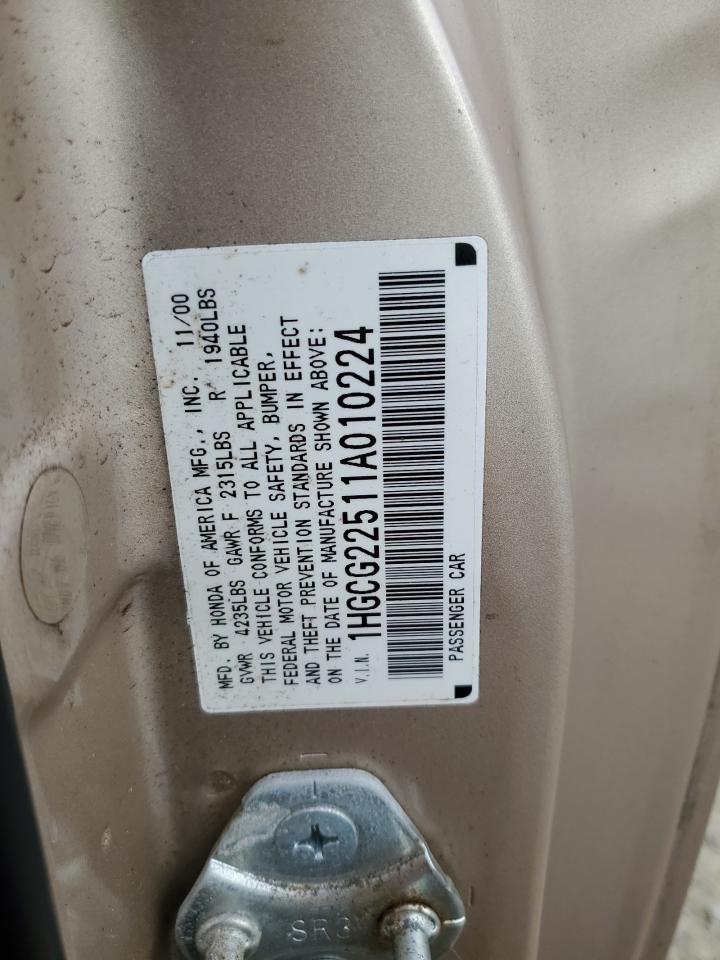 MFD. BY HONDA OF AMERICA MFG., INC. 11/00
GVWR 4235LBS GAWR F 2315LBS R 1940LBS
THIS VEHICLE CONFORMS TO ALL APPLICABLE
FEDERAL MOTOR VEHICLE SAFETY, BUMPER,
AND THEFT PREVENTION STANDARDS IN EFFECT
ON THE DATE OF MANUFACTURE SHOWN ABOVE:
V.I.N. 1HGCG22511A010224
PASSENGER CAR
SR3